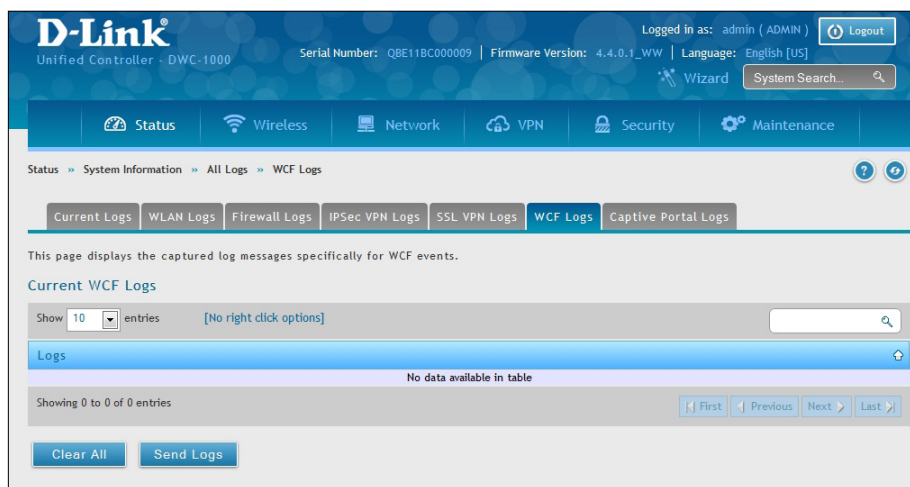 D-Link®
Unified Controller - DWC-1000
Logged in as: admin ( ADMIN ) Logout
Serial Number: QBE11BC000009 | Firmware Version: 4.4.0.1_WW | Language: English [US]
Wizard System Search...
Status Wireless Network VPN Security Maintenance
Status » System Information » All Logs » WCF Logs ?
Current Logs WLAN Logs Firewall Logs IPSec VPN Logs SSL VPN Logs WCF Logs Captive Portal Logs
This page displays the captured log messages specifically for WCF events.
Current WCF Logs
Show 10 entries [No right click options]
Logs
No data available in table
Showing 0 to 0 of 0 entries First Previous Next Last
Clear All Send Logs